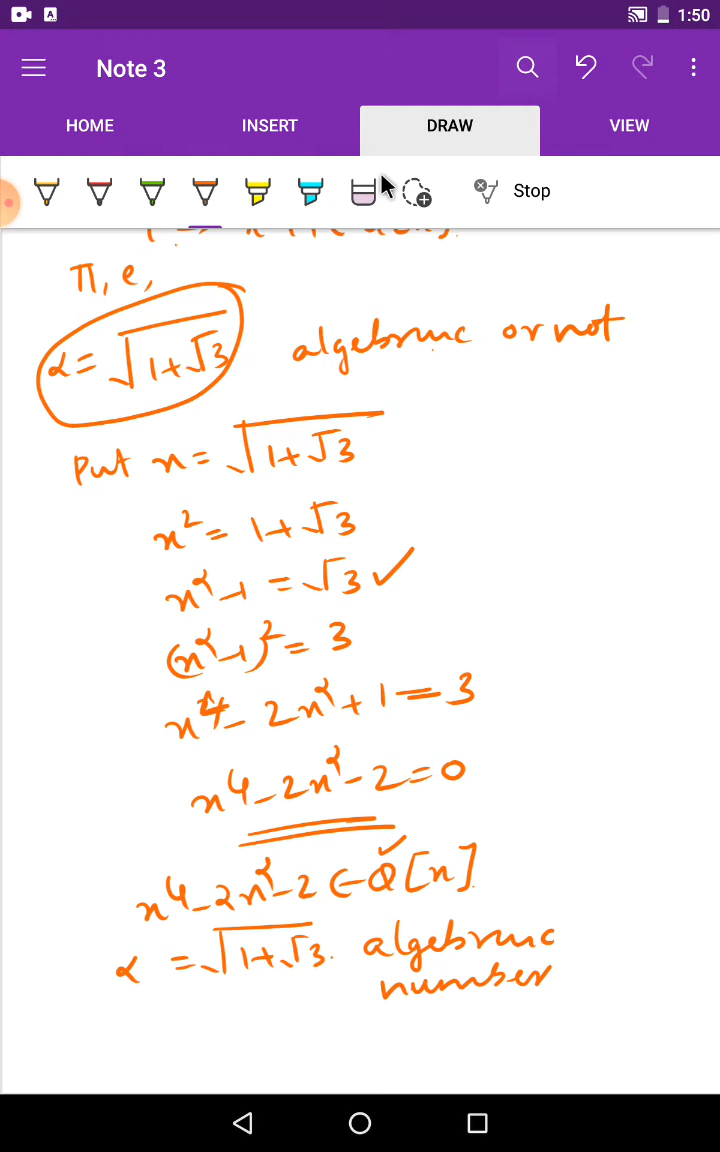 A 1:50
Note 3
HOME INSERT DRAW VIEW
Stop
π, e,
α = √(1+√3) algebraic or not
Put x = √(1+√3)
x² = 1+√3
x²-1 = √3 ✓
(x²-1)² = 3
x⁴ - 2x² + 1 = 3
x⁴ - 2x² - 2 = 0
x⁴ - 2x² - 2 ∈ Q[x]
α = √(1+√3). algebraic
number